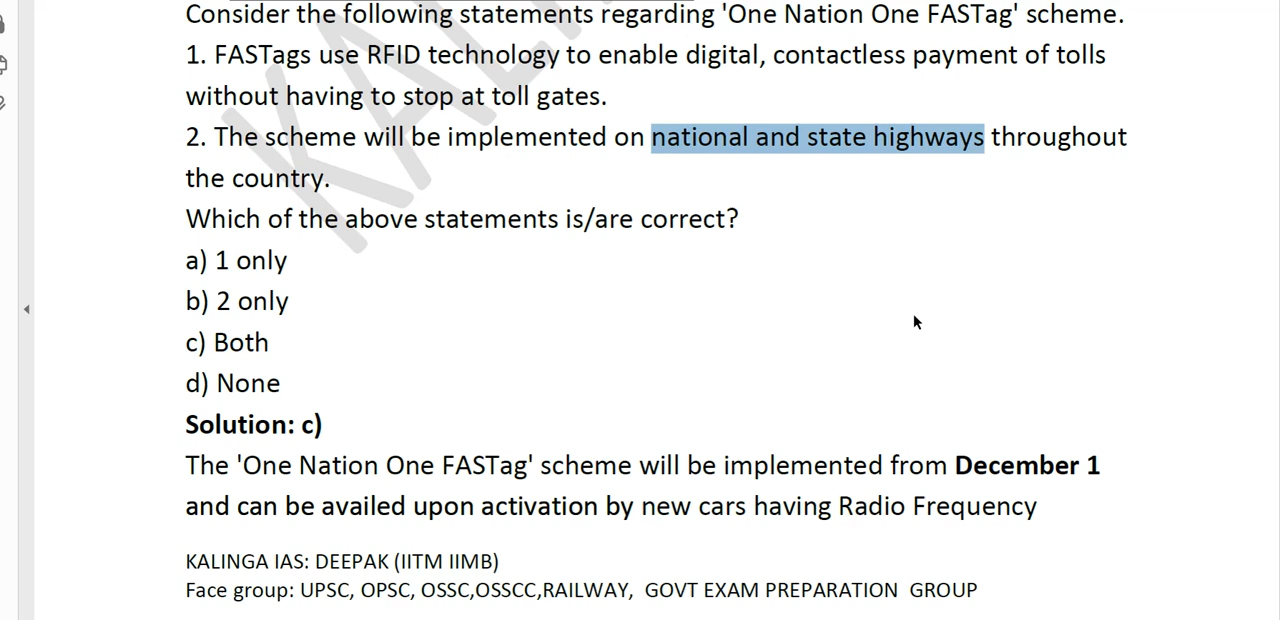 Consider the following statements regarding 'One Nation One FASTag' scheme.
1. FASTags use RFID technology to enable digital, contactless payment of tolls
without having to stop at toll gates.
2. The scheme will be implemented on national and state highways throughout
the country.
Which of the above statements is/are correct?
a) 1 only
b) 2 only
c) Both
d) None
Solution: c)
The 'One Nation One FASTag' scheme will be implemented from December 1
and can be availed upon activation by new cars having Radio Frequency
KALINGA IAS: DEEPAK (IITM IIMB)
Face group: UPSC, OPSC, OSSC,OSSCC,RAILWAY, GOVT EXAM PREPARATION GROUP